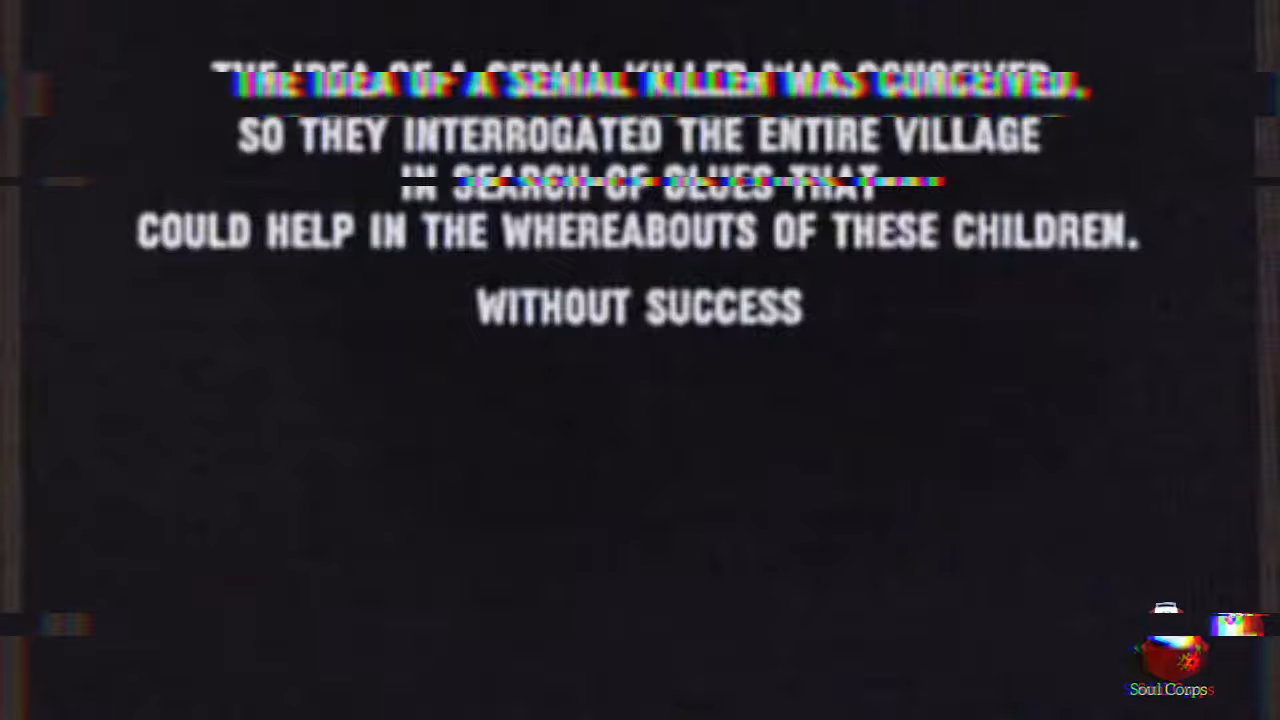 THE IDEA OF A SERIAL KILLER WAS CONCEIVED.
SO THEY INTERROGATED THE ENTIRE VILLAGE
IN SEARCH OF CLUES THAT
COULD HELP IN THE WHEREABOUTS OF THESE CHILDREN.
WITHOUT SUCCESS
Soul Corps